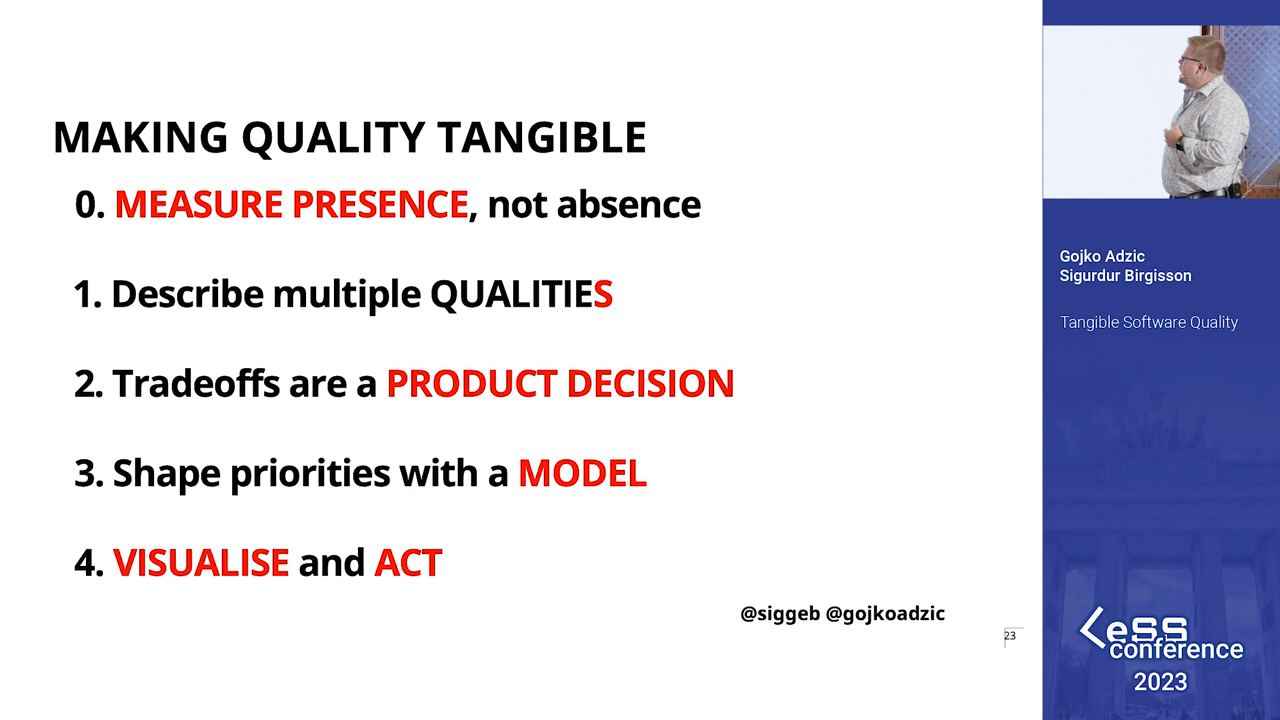 MAKING QUALITY TANGIBLE
0. MEASURE PRESENCE, not absence
1. Describe multiple QUALITIES
2. Tradeoffs are a PRODUCT DECISION
3. Shape priorities with a MODEL
4. VISUALISE and ACT
@siggeb @gojkoadzic
23
Gojko Adzic
Sigurdur Birgisson
Tangible Software Quality
LeSS
conference
2023